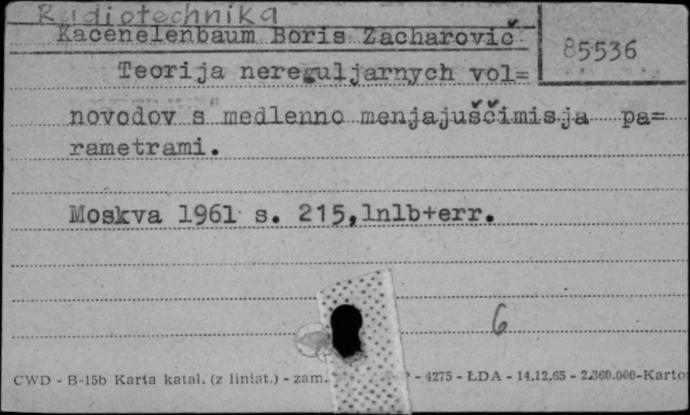 Radiotechnika
Kacenelenbaum Boris Zacharovič
85536
Teorija nereguljarnych vol=
novodov s medlenno menjajuščimisja pa=
rametrami.
Moskva 1961 s. 215,lnlb+err.
6
CWD - B-15b Karta katal. (z liniat.) - zam. - 4275 - ŁDA - 14.12.65 - 2.360.000-Karto